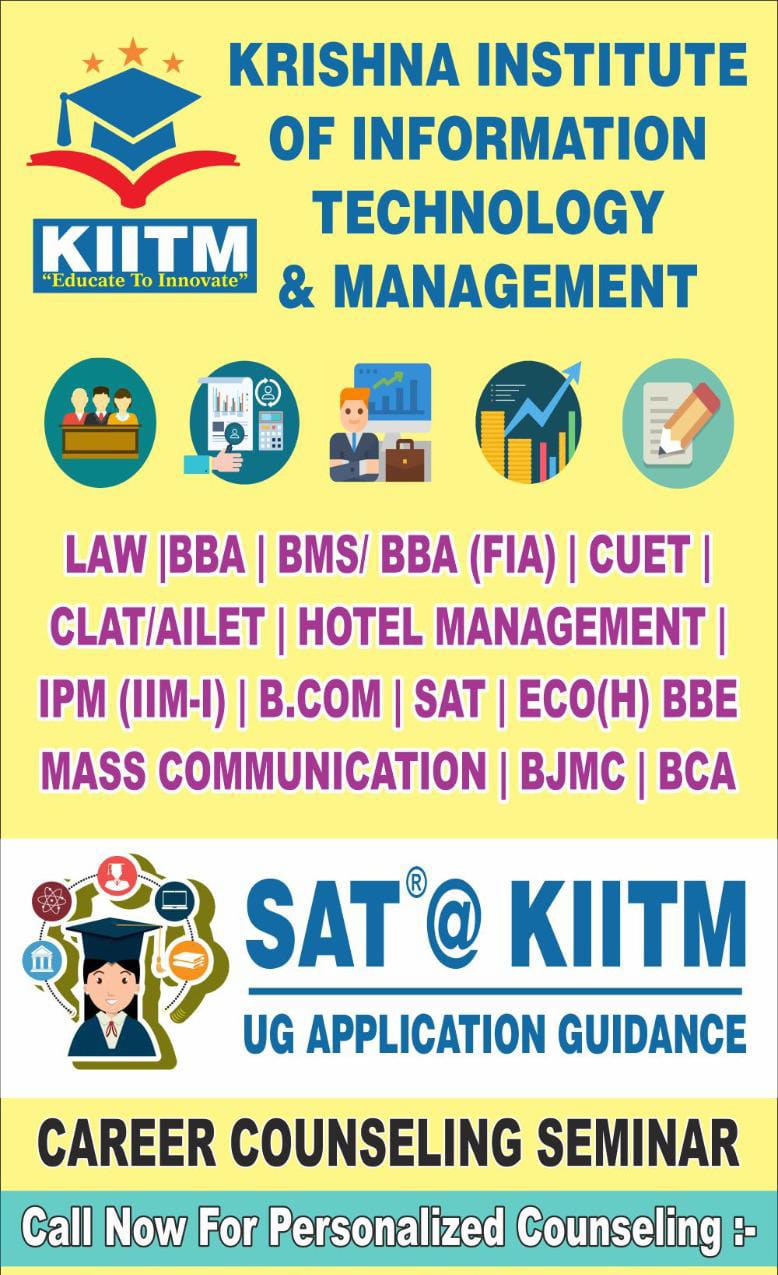 KRISHNA INSTITUTE
OF INFORMATION
TECHNOLOGY
& MANAGEMENT
KIITM
“Educate To Innovate”
LAW |BBA | BMS/ BBA (FIA) | CUET |
CLAT/AILET | HOTEL MANAGEMENT |
IPM (IIM-I) | B.COM | SAT | ECO(H) BBE
MASS COMMUNICATION | BJMC | BCA
SAT®@ KIITM
UG APPLICATION GUIDANCE
CAREER COUNSELING SEMINAR
Call Now For Personalized Counseling :-